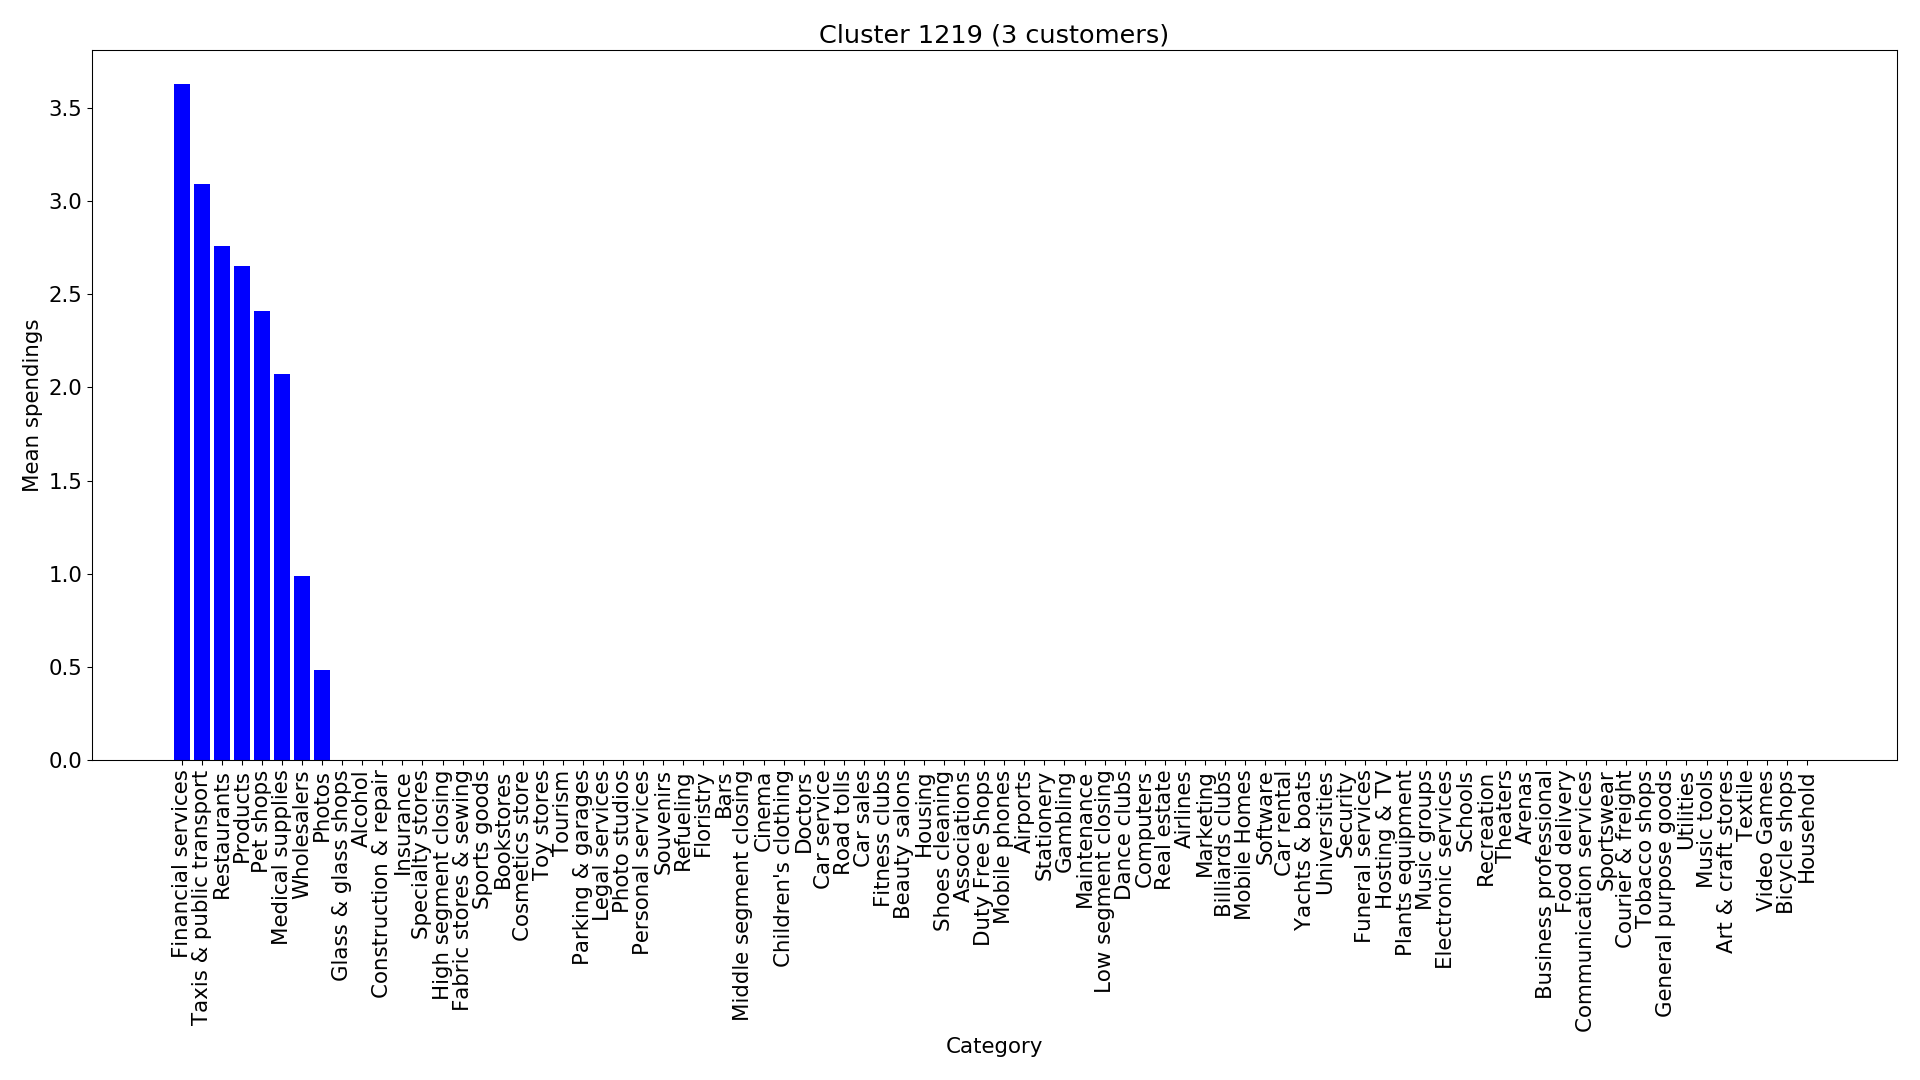 Cluster 1219 (3 customers)
Mean spendings
3.5
3.0
2.5
2.0
1.5
1.0
0.5
0.0
Financial services
Taxis & public transport
Restaurants
Products
Pet shops
Medical supplies
Wholesalers
Photos
Glass & glass shops
Alcohol
Construction & repair
Insurance
Specialty stores
High segment closing
Fabric stores & sewing
Sports goods
Bookstores
Cosmetics store
Toy stores
Tourism
Parking & garages
Legal services
Photo studios
Personal services
Souvenirs
Refuelling
Floristry
Bars
Middle segment closing
Cinema
Children's clothing
Doctors
Car service
Road tolls
Car sales
Fitness clubs
Beauty salons
Housing
Shoes cleaning
Associations
Duty Free Shops
Mobile phones
Airports
Stationery
Gambling
Maintenance
Low segment closing
Dance clubs
Computers
Real estate
Airlines
Marketing
Billiards clubs
Mobile Homes
Software
Car rental
Yachts & boats
Universities
Security
Funeral services
Hosting & TV
Plants equipment
Music groups
Electronic services
Schools
Recreation
Theaters
Arenas
Business professional
Food delivery
Communication services
Sportswear
Courier & freight
Tobacco shops
General purpose goods
Utilities
Music tools
Art & craft stores
Textile
Video Games
Bicycle shops
Household
Category